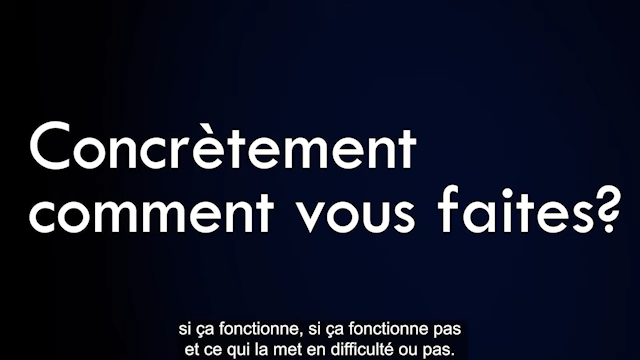 Concrètement
comment vous faites?
si ça fonctionne, si ça fonctionne pas
et ce qui la met en difficulté ou pas.